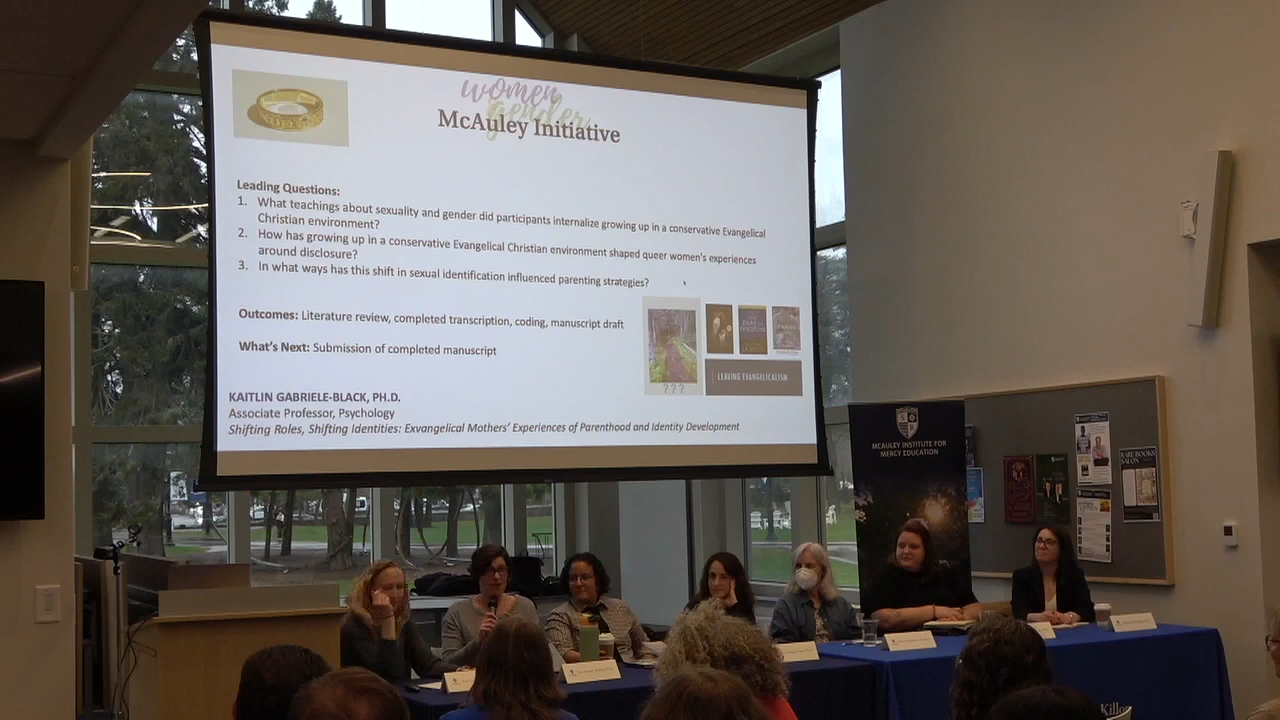 women
gender
McAuley Initiative
Leading Questions:
1. What teachings about sexuality and gender did participants internalize growing up in a conservative Evangelical
Christian environment?
2. How has growing up in a conservative Evangelical Christian environment shaped queer women's experiences
around disclosure?
3. In what ways has this shift in sexual identification influenced parenting strategies?
Outcomes: Literature review, completed transcription, coding, manuscript draft
What's Next: Submission of completed manuscript
LEAVING EVANGELICALISM
???
KAITLIN GABRIELE-BLACK, PH.D.
Associate Professor, Psychology
Shifting Roles, Shifting Identities: Exvangelical Mothers' Experiences of Parenthood and Identity Development
MCAULEY INSTITUTE FOR
MERCY EDUCATION
RARE BOOKS
SALON